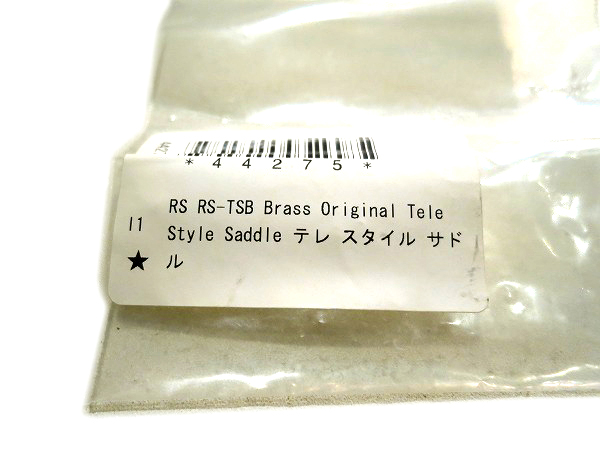 *44275*
RS RS-TSB Brass Original Tele
I1
Style Saddle テレ スタイル サド
★
ル